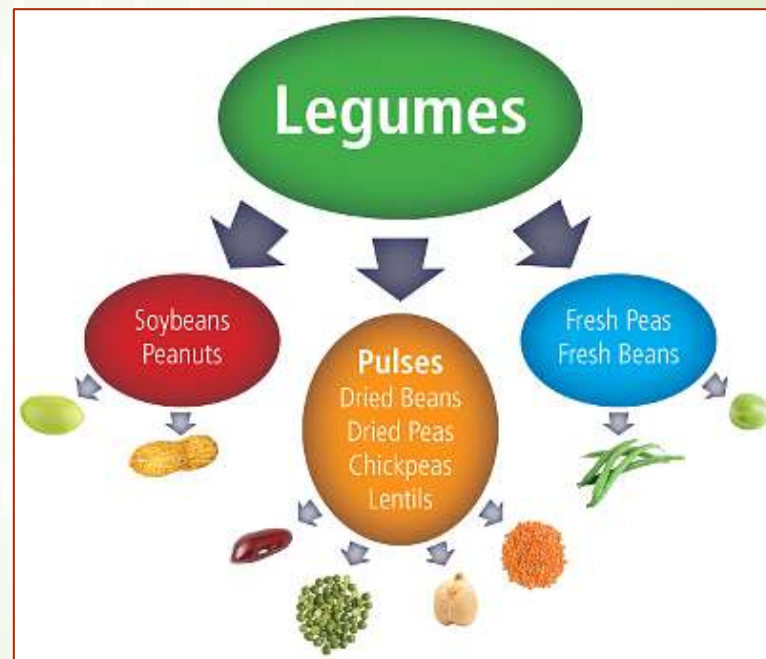 Legumes
Soybeans
Peanuts
Pulses
Dried Beans
Dried Peas
Chickpeas
Lentils
Fresh Peas
Fresh Beans